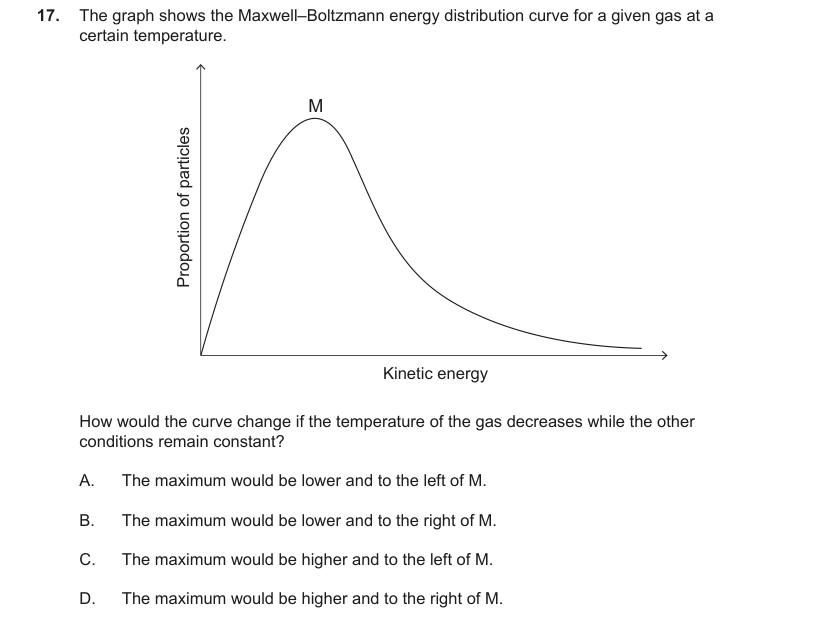 17. The graph shows the Maxwell–Boltzmann energy distribution curve for a given gas at a
certain temperature.
M
Proportion of particles
Kinetic energy
How would the curve change if the temperature of the gas decreases while the other
conditions remain constant?
A. The maximum would be lower and to the left of M.
B. The maximum would be lower and to the right of M.
C. The maximum would be higher and to the left of M.
D. The maximum would be higher and to the right of M.